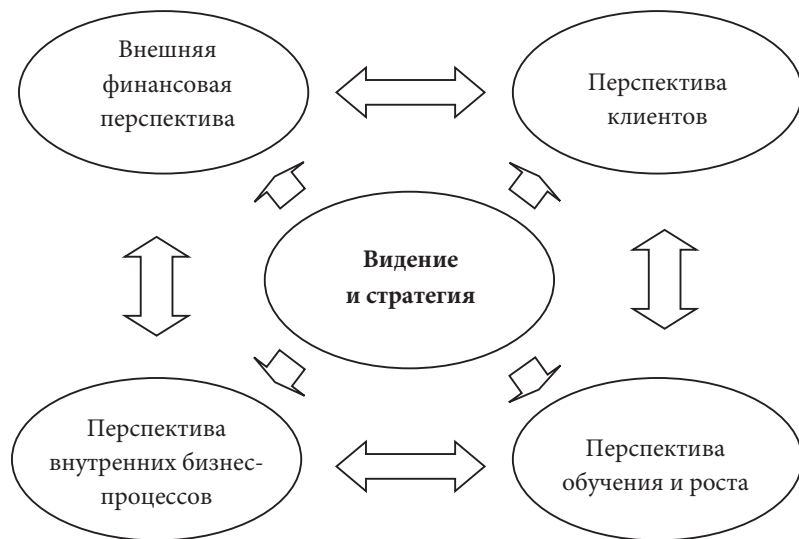 Внешняя
финансовая
перспектива
Перспектива
клиентов
Видение
и стратегия
Перспектива
внутренних бизнес-
процессов
Перспектива
обучения и роста